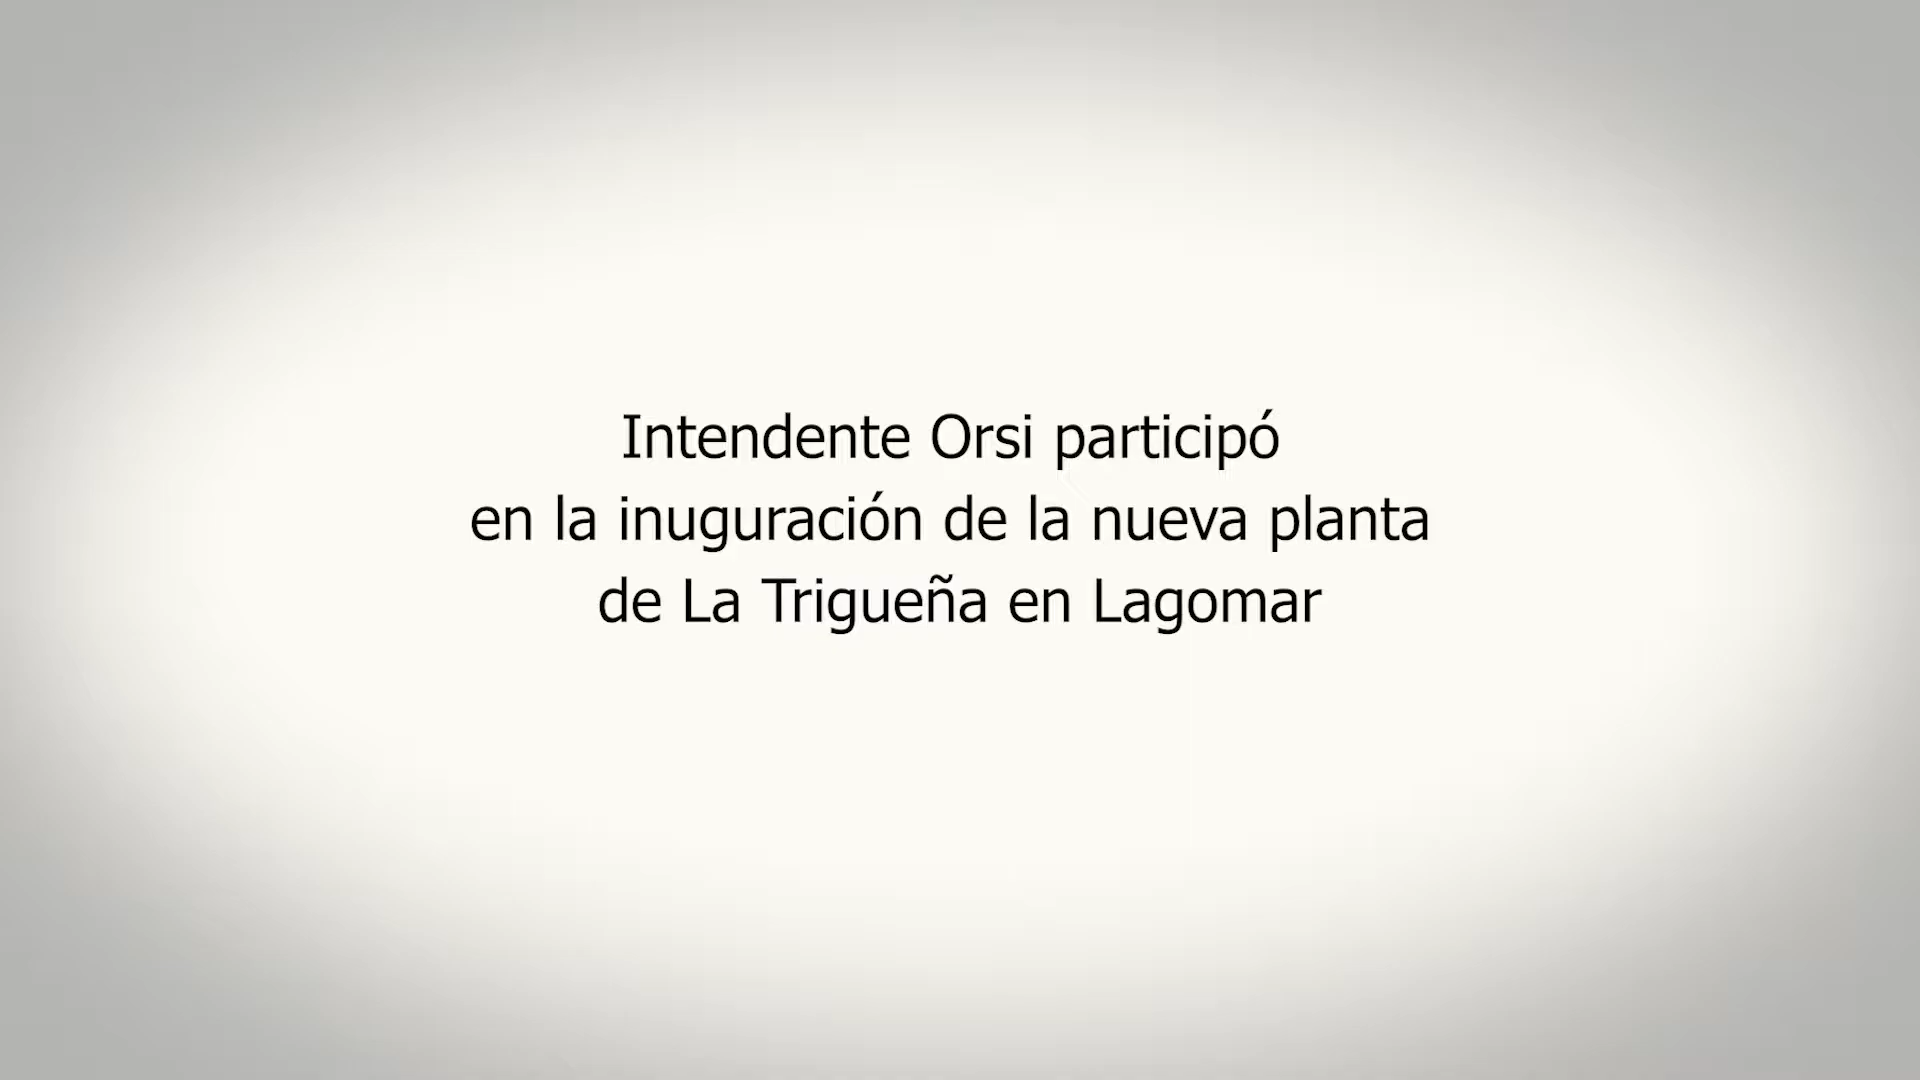 Intendente Orsi participó
en la inuguración de la nueva planta
de La Trigueña en Lagomar